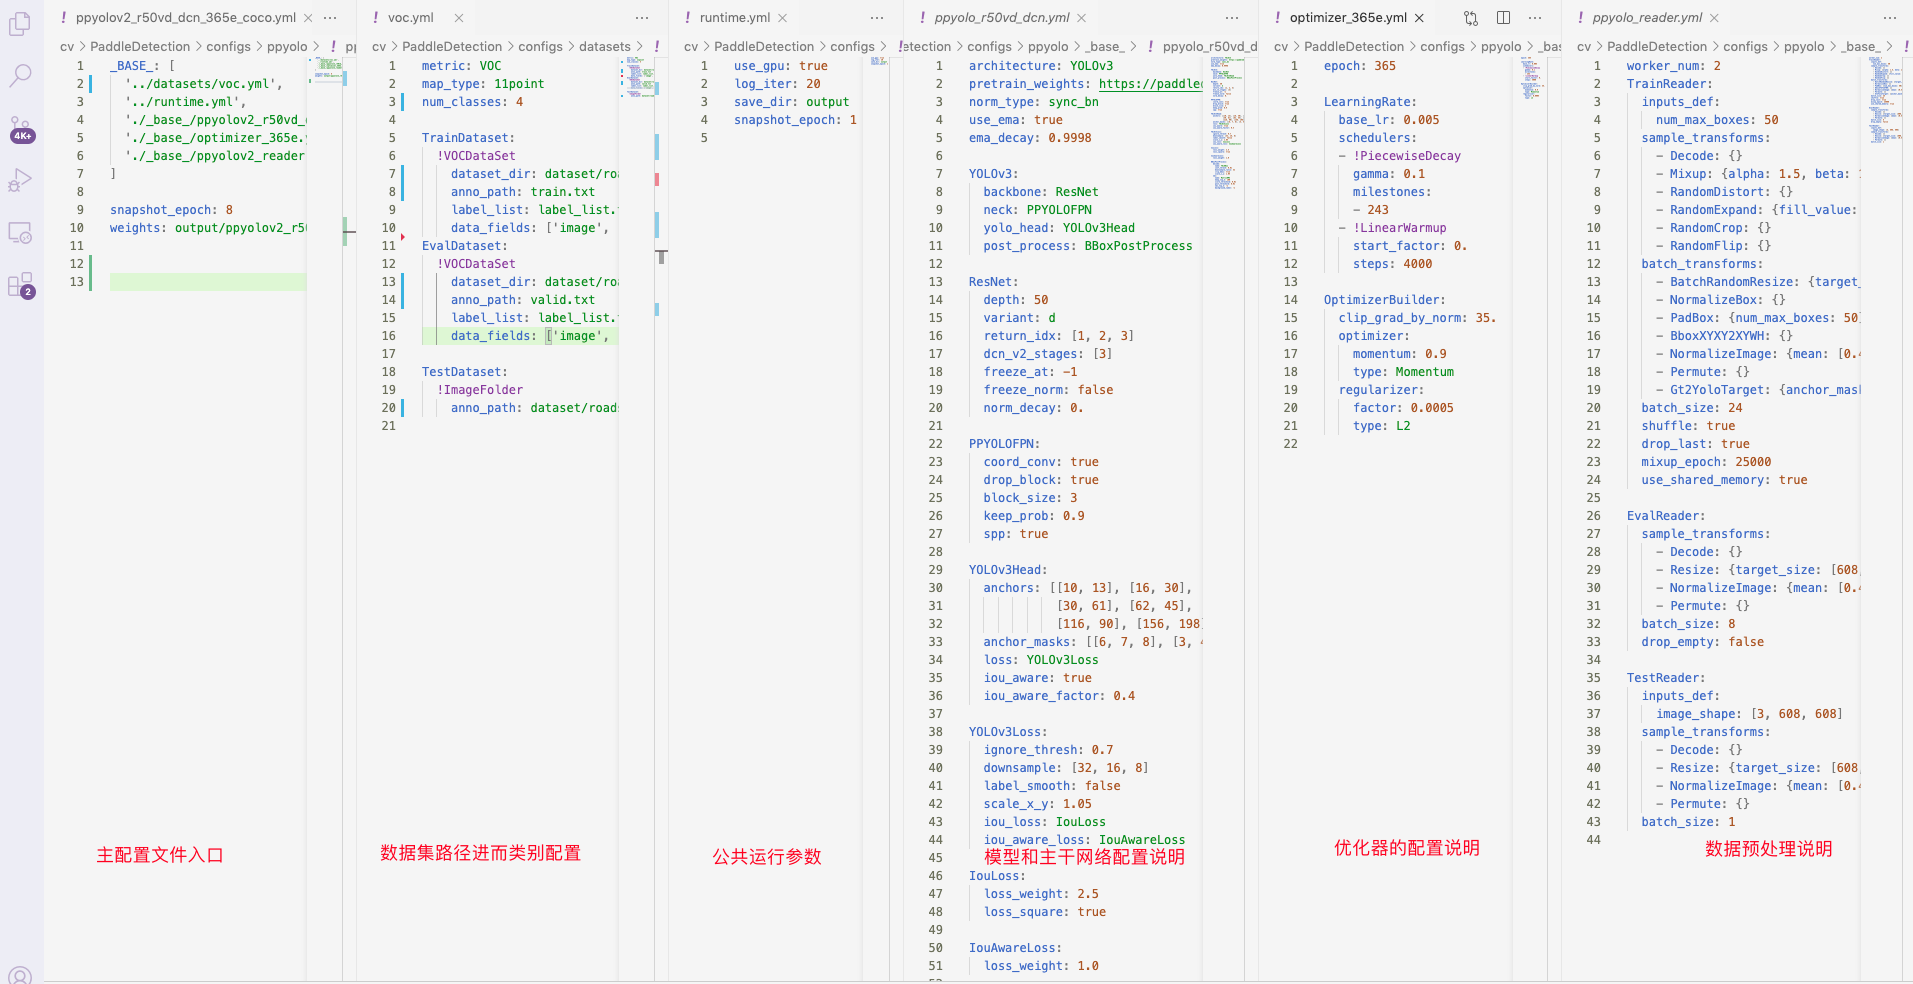 ppyolov2_r50vd_dcn_365e_coco.yml
cv > PaddleDetection > configs > ppyolo >
1 _BASE_: [
2 '../datasets/voc.yml',
3 '../runtime.yml',
4 './_base_/ppyolov2_r50vd_
5 './_base_/optimizer_365e.
6 './_base_/ppyolov2_reader
7 ]
8
9 snapshot_epoch: 8
10 weights: output/ppyolov2_r5
11
12
13
主配置文件入口
voc.yml
cv > PaddleDetection > configs > datasets >
1 metric: VOC
2 map_type: 11point
3 num_classes: 4
4
5 TrainDataset:
6 !VOCDataSet
7 dataset_dir: dataset/roa
8 anno_path: train.txt
9 label_list: label_list.
10 data_fields: ['image',
11 EvalDataset:
12 !VOCDataSet
13 dataset_dir: dataset/roa
14 anno_path: valid.txt
15 label_list: label_list.
16 data_fields: ['image',
17
18 TestDataset:
19 !ImageFolder
20 anno_path: dataset/roads
21
数据集路径进而类别配置
runtime.yml
cv > PaddleDetection > configs >
1 use_gpu: true
2 log_iter: 20
3 save_dir: output
4 snapshot_epoch: 1
5
公共运行参数
ppyolo_r50vd_dcn.yml
etection > configs > ppyolo > _base_ > ppyolo_r50vd_d
1 architecture: YOLOv3
2 pretrain_weights: https://paddlede
3 norm_type: sync_bn
4 use_ema: true
5 ema_decay: 0.9998
6
7 YOLOv3:
8 backbone: ResNet
9 neck: PPYOLOFPN
10 yolo_head: YOLOv3Head
11 post_process: BBoxPostProcess
12
13 ResNet:
14 depth: 50
15 variant: d
16 return_idx: [1, 2, 3]
17 dcn_v2_stages: [3]
18 freeze_at: -1
19 freeze_norm: false
20 norm_decay: 0.
21
22 PPYOLOFPN:
23 coord_conv: true
24 drop_block: true
25 block_size: 3
26 keep_prob: 0.9
27 spp: true
28
29 YOLOv3Head:
30 anchors: [[10, 13], [16, 30],
31 [30, 61], [62, 45],
32 [116, 90], [156, 198]
33 anchor_masks: [[6, 7, 8], [3, 4
34 loss: YOLOv3Loss
35 iou_aware: true
36 iou_aware_factor: 0.4
37
38 YOLOv3Loss:
39 ignore_thresh: 0.7
40 downsample: [32, 16, 8]
41 label_smooth: false
42 scale_x_y: 1.05
43 iou_loss: IouLoss
44 iou_aware_loss: IouAwareLoss
45
模型和主干网络配置说明
46 IouLoss:
47 loss_weight: 2.5
48 loss_square: true
49
50 IouAwareLoss:
51 loss_weight: 1.0
optimizer_365e.yml
cv > PaddleDetection > configs > ppyolo > _bas
1 epoch: 365
2
3 LearningRate:
4 base_lr: 0.005
5 schedulers:
6 - !PiecewiseDecay
7 gamma: 0.1
8 milestones:
9 - 243
10 - !LinearWarmup
11 start_factor: 0.
12 steps: 4000
13
14 OptimizerBuilder:
15 clip_grad_by_norm: 35.
16 optimizer:
17 momentum: 0.9
18 type: Momentum
19 regularizer:
20 factor: 0.0005
21 type: L2
22
优化器的配置说明
ppyolo_reader.yml
cv > PaddleDetection > configs > ppyolo > _base_ >
1 worker_num: 2
2 TrainReader:
3 inputs_def:
4 num_max_boxes: 50
5 sample_transforms:
6 - Decode: {}
7 - Mixup: {alpha: 1.5, beta:
8 - RandomDistort: {}
9 - RandomExpand: {fill_value:
10 - RandomCrop: {}
11 - RandomFlip: {}
12 batch_transforms:
13 - BatchRandomResize: {target_
14 - NormalizeBox: {}
15 - PadBox: {num_max_boxes: 50
16 - BboxXYXY2XYWH: {}
17 - NormalizeImage: {mean: [0.4
18 - Permute: {}
19 - Gt2YoloTarget: {anchor_mas
20 batch_size: 24
21 shuffle: true
22 drop_last: true
23 mixup_epoch: 25000
24 use_shared_memory: true
25
26 EvalReader:
27 sample_transforms:
28 - Decode: {}
29 - Resize: {target_size: [608,
30 - NormalizeImage: {mean: [0.4
31 - Permute: {}
32 batch_size: 8
33 drop_empty: false
34
35 TestReader:
36 inputs_def:
37 image_shape: [3, 608, 608]
38 sample_transforms:
39 - Decode: {}
40 - Resize: {target_size: [608,
41 - NormalizeImage: {mean: [0.4
42 - Permute: {}
43 batch_size: 1
44
数据预处理说明
4K+
2